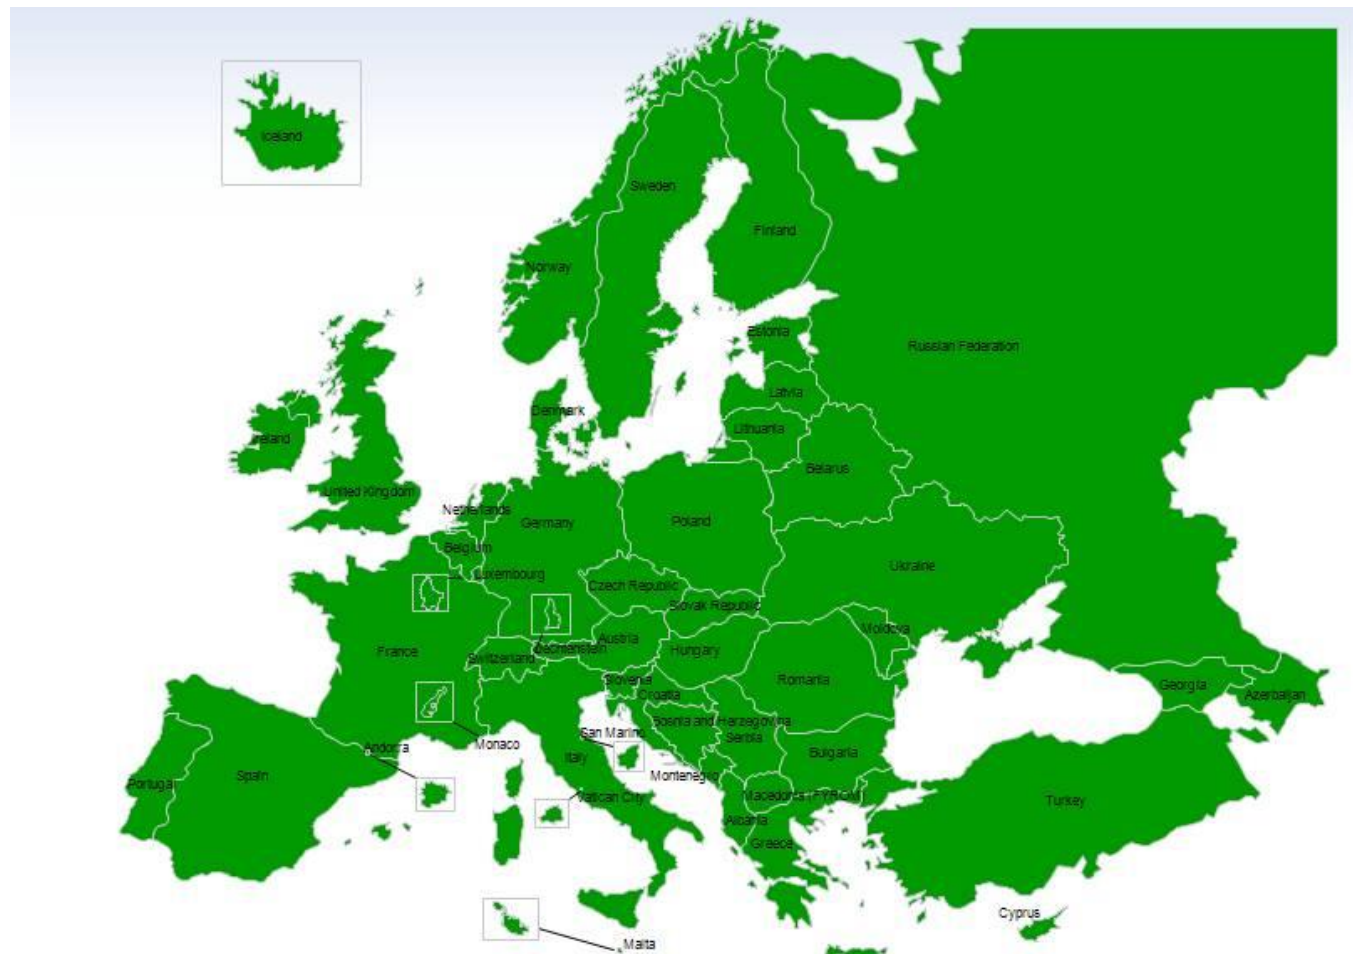 Iceland
Sweden
Finland
Norway
Estonia
Russian Federation
Latvia
Denmark
Lithuania
Ireland
Belarus
United Kingdom
Netherlands
Germany
Poland
Belgium
Ukraine
Luxembourg
Czech Republic
Slovak Republic
Moldova
Austria
Liechtenstein
Hungary
France
Switzerland
Slovenia
Romania
Georgia
Azerbaijan
Croatia
Bosnia and Herzegovina
San Marino
Serbia
Monaco
Andorra
Bulgaria
Italy
Spain
Montenegro
Portugal
Vatican City
Macedonia (FYROM)
Turkey
Albania
Greece
Cyprus
Malta